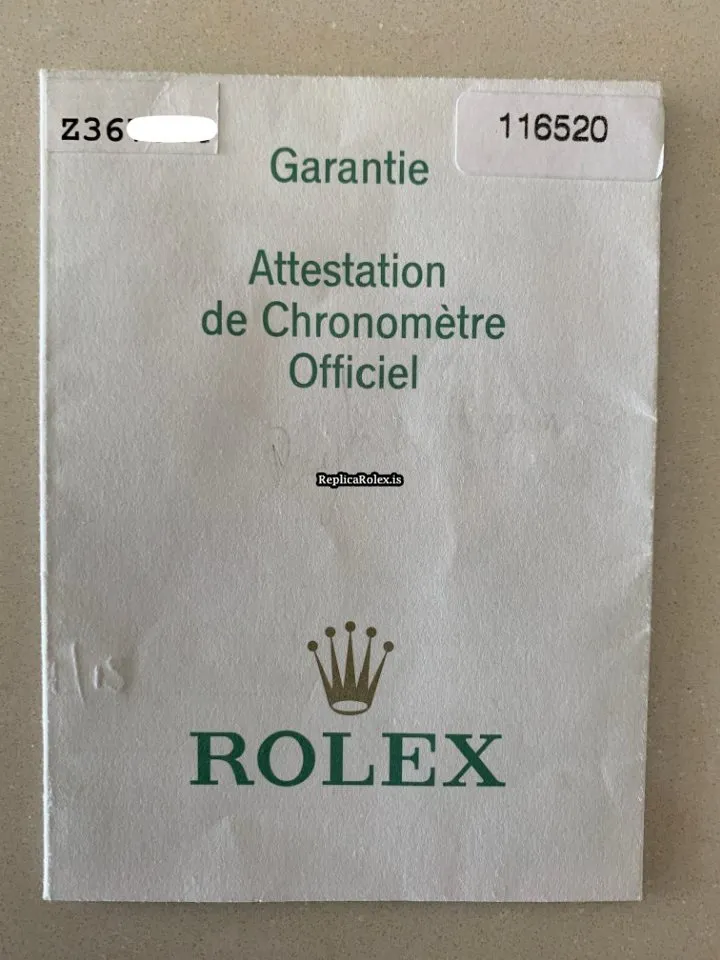 Z36
116520
Garantie
Attestation
de Chronomètre
Officiel
ReplicaRolex.is
ROLEX